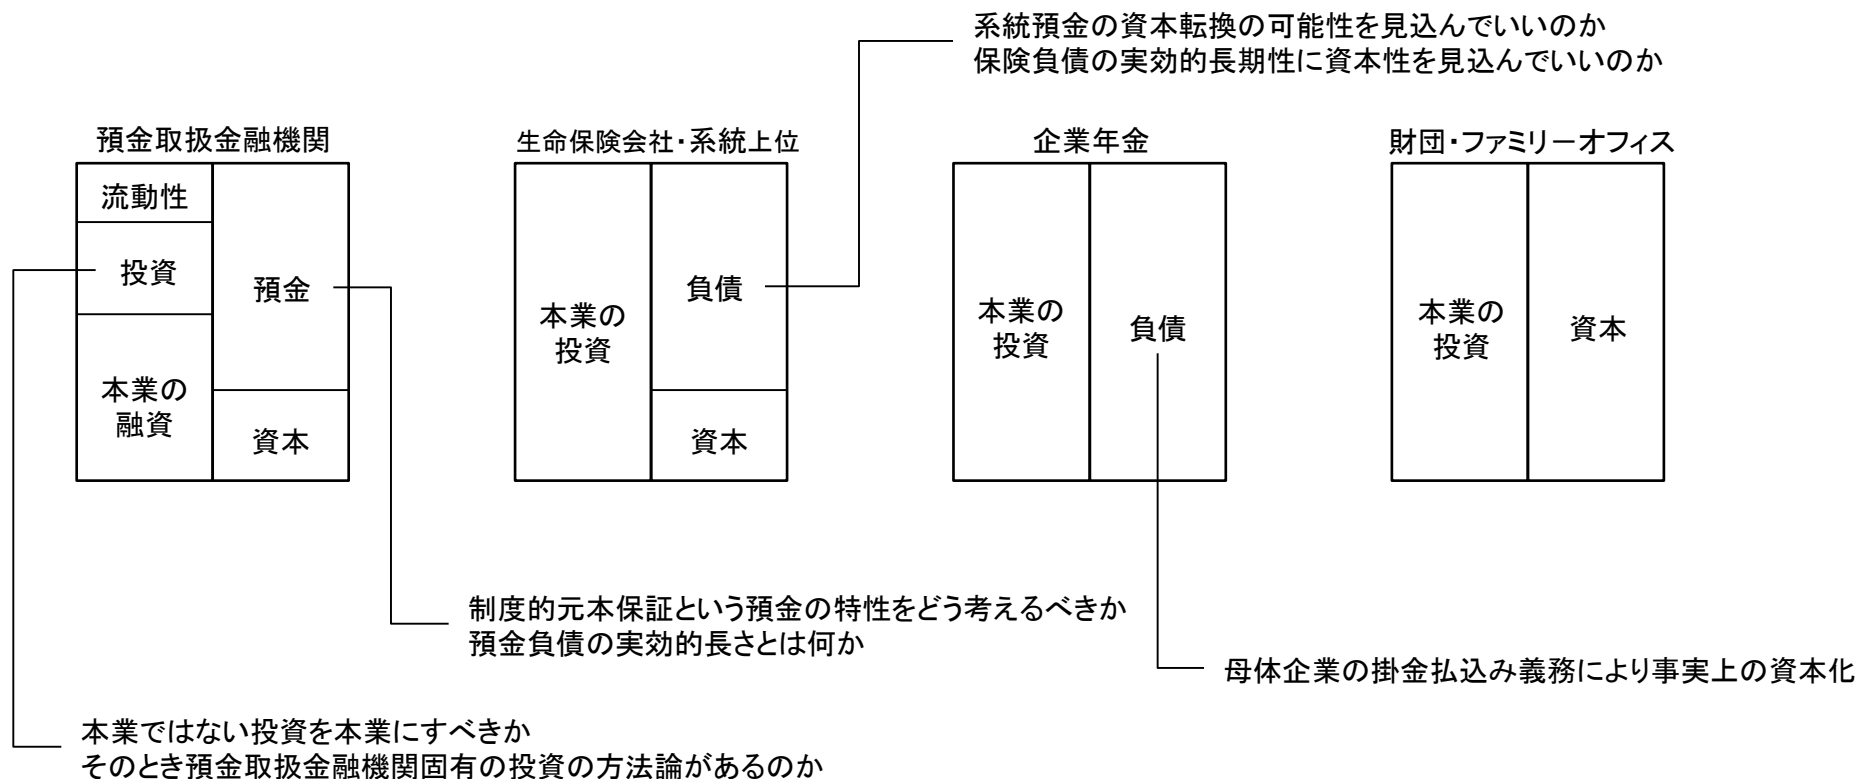 系統預金の資本転換の可能性を見込んでいいのか
保険負債の実効的長期性に資本性を見込んでいいのか
預金取扱金融機関
流動性
投資
本業の
融資
預金
資本
生命保険会社・系統上位
本業の
投資
負債
資本
企業年金
本業の
投資
負債
財団・ファミリーオフィス
本業の
投資
資本
制度的元本保証という預金の特性をどう考えるべきか
預金負債の実効的長さとは何か
母体企業の掛金払込み義務により事実上の資本化
本業ではない投資を本業にすべきか
そのとき預金取扱金融機関固有の投資の方法論があるのか